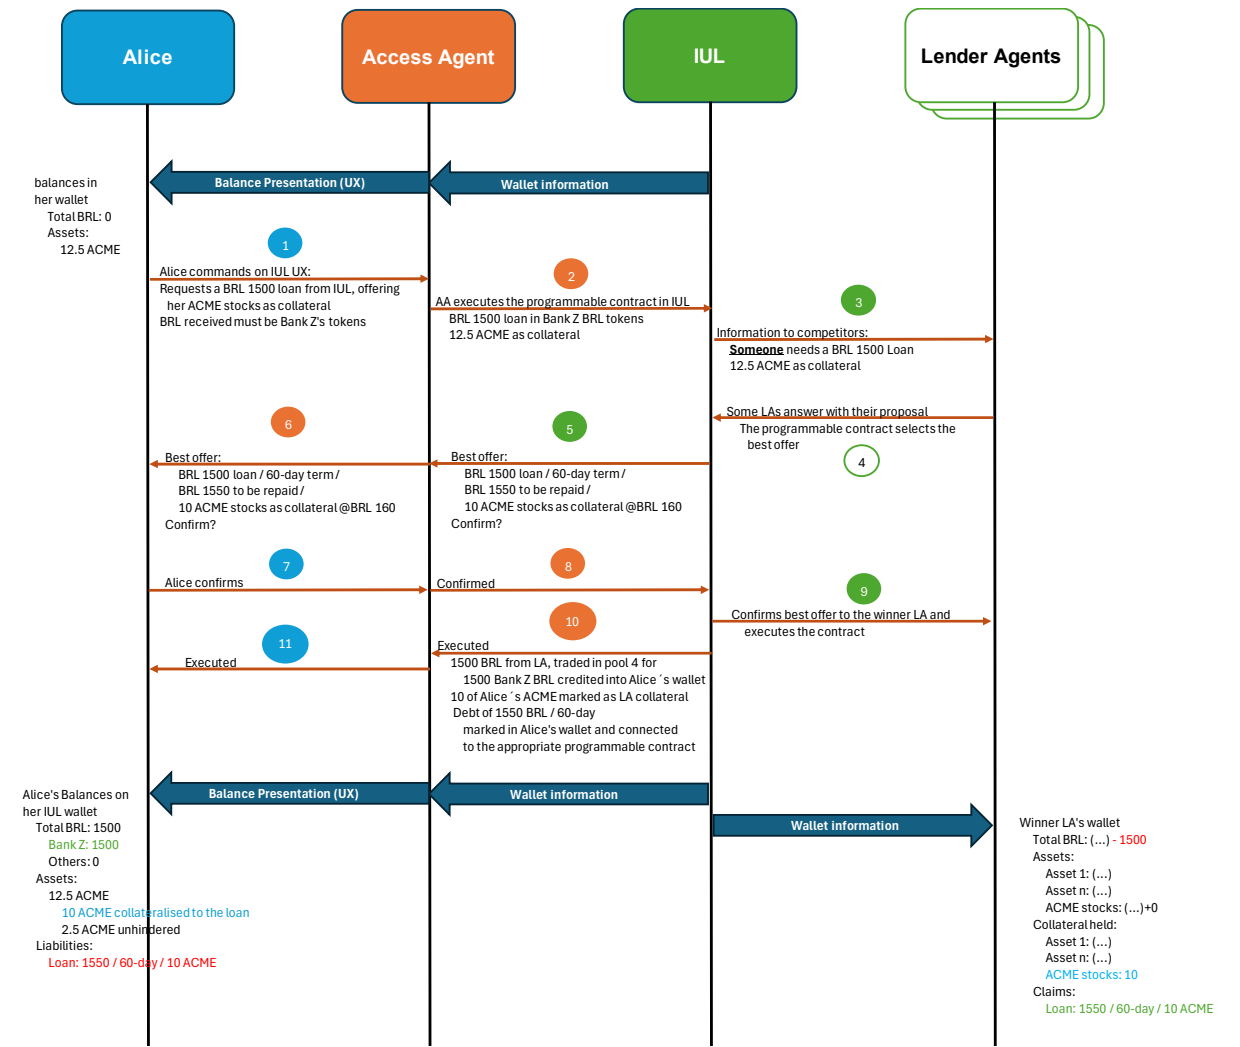 Alice
Access Agent
IUL
Lender Agents
Balance Presentation (UX)
Wallet information
balances in
her wallet
Total BRL: 0
Assets:
12.5 ACME
1
Alice commands on IUL UX:
Requests a BRL 1500 loan from IUL, offering
her ACME stocks as collateral
BRL received must be Bank Z's tokens
2
AA executes the programmable contract in IUL
BRL 1500 loan in Bank Z BRL tokens
12.5 ACME as collateral
3
Information to competitors:
Someone needs a BRL 1500 Loan
12.5 ACME as collateral
Some LAs answer with their proposal
The programmable contract selects the
best offer
4
5
Best offer:
BRL 1500 loan / 60-day term /
BRL 1550 to be repaid /
10 ACME stocks as collateral @BRL 160
Confirm?
6
Best offer:
BRL 1500 loan / 60-day term /
BRL 1550 to be repaid /
10 ACME stocks as collateral @BRL 160
Confirm?
7
Alice confirms
8
Confirmed
9
Confirms best offer to the winner LA and
executes the contract
10
Executed
1500 BRL from LA, traded in pool 4 for
1500 Bank Z BRL credited into Alice´s wallet
10 of Alice´s ACME marked as LA collateral
Debt of 1550 BRL / 60-day
marked in Alice's wallet and connected
to the appropriate programmable contract
11
Executed
Balance Presentation (UX)
Wallet information
Wallet information
Alice's Balances on
her IUL wallet
Total BRL: 1500
Bank Z: 1500
Others: 0
Assets:
12.5 ACME
10 ACME collateralised to the loan
2.5 ACME unhindered
Liabilities:
Loan: 1550 / 60-day / 10 ACME
Winner LA's wallet
Total BRL: (...) - 1500
Assets:
Asset 1: (...)
Asset n: (...)
ACME stocks: (...)+0
Collateral held:
Asset 1: (...)
Asset n: (...)
ACME stocks: 10
Claims:
Loan: 1550 / 60-day / 10 ACME